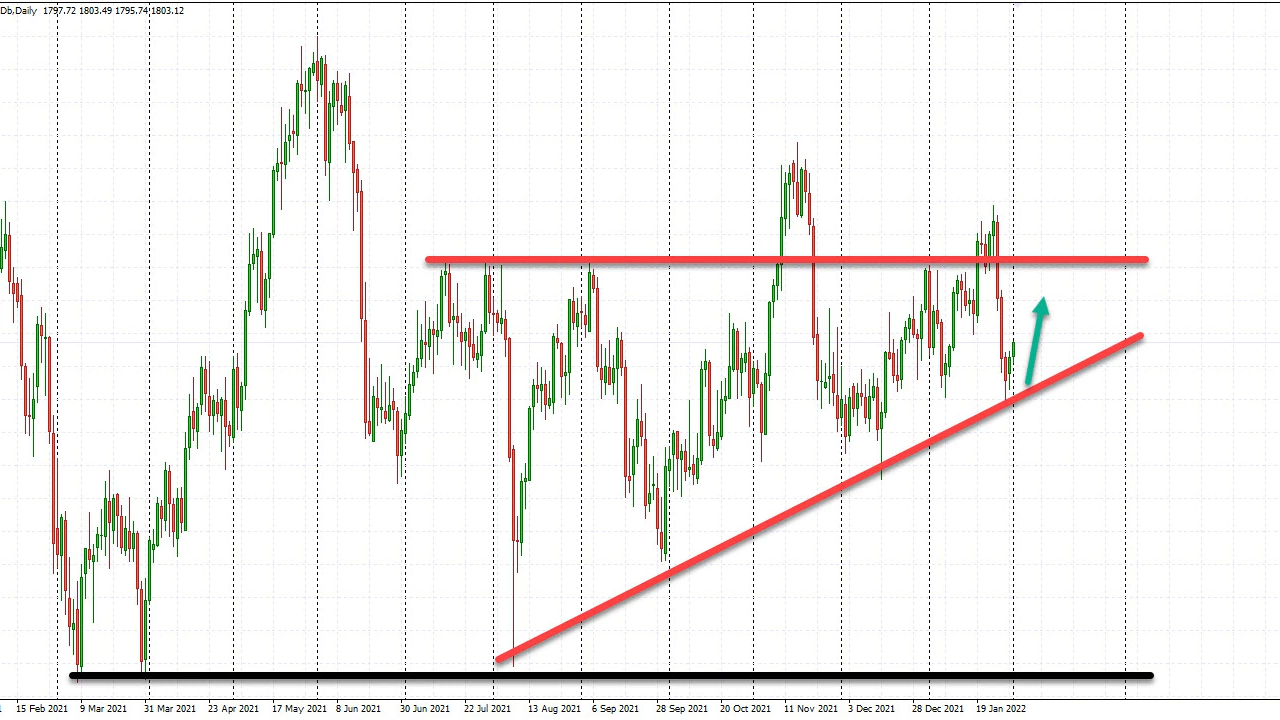 Db,Daily 1797.72 1803.49 1795.74 1803.12
15 Feb 2021 9 Mar 2021 31 Mar 2021 23 Apr 2021 17 May 2021 8 Jun 2021 30 Jun 2021 22 Jul 2021 13 Aug 2021 6 Sep 2021 28 Sep 2021 20 Oct 2021 11 Nov 2021 3 Dec 2021 28 Dec 2021 19 Jan 2022